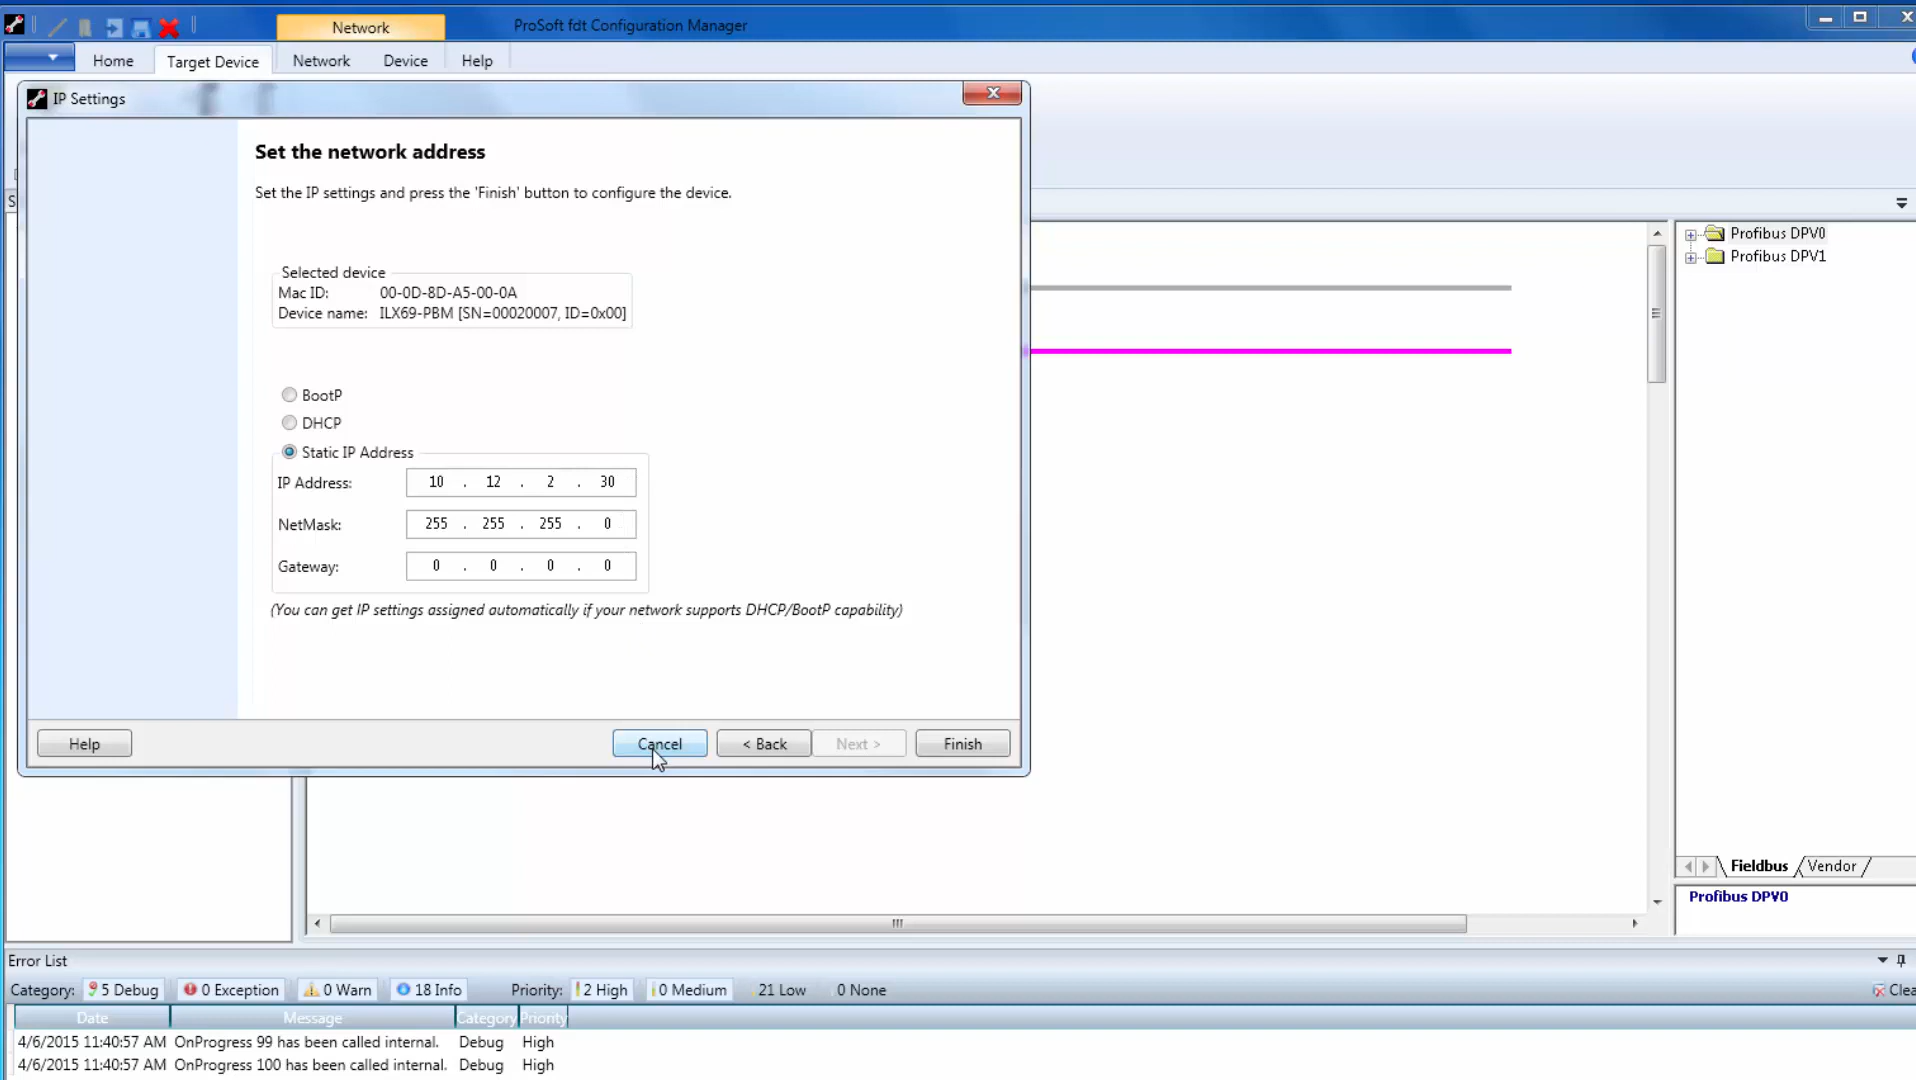 Network
ProSoft fdt Configuration Manager
Home
Target Device
Network
Device
Help
IP Settings
Set the network address
Set the IP settings and press the 'Finish' button to configure the device.
Selected device
Mac ID: 00-0D-8D-A5-00-0A
Device name: ILX69-PBM [SN=00020007, ID=0x00]
BootP
DHCP
Static IP Address
IP Address: 10 . 12 . 2 . 30
NetMask: 255 . 255 . 255 . 0
Gateway: 0 . 0 . 0 . 0
(You can get IP settings assigned automatically if your network supports DHCP/BootP capability)
Help
Cancel
< Back
Next >
Finish
Profibus DPV0
Profibus DPV1
Fieldbus
Vendor
Profibus DPV0
Error List
Category: 5 Debug 0 Exception 0 Warn 18 Info Priority: 2 High 0 Medium 21 Low 0 None Clea
Date Message Category Priority
4/6/2015 11:40:57 AM OnProgress 99 has been called internal. Debug High
4/6/2015 11:40:57 AM OnProgress 100 has been called internal. Debug High